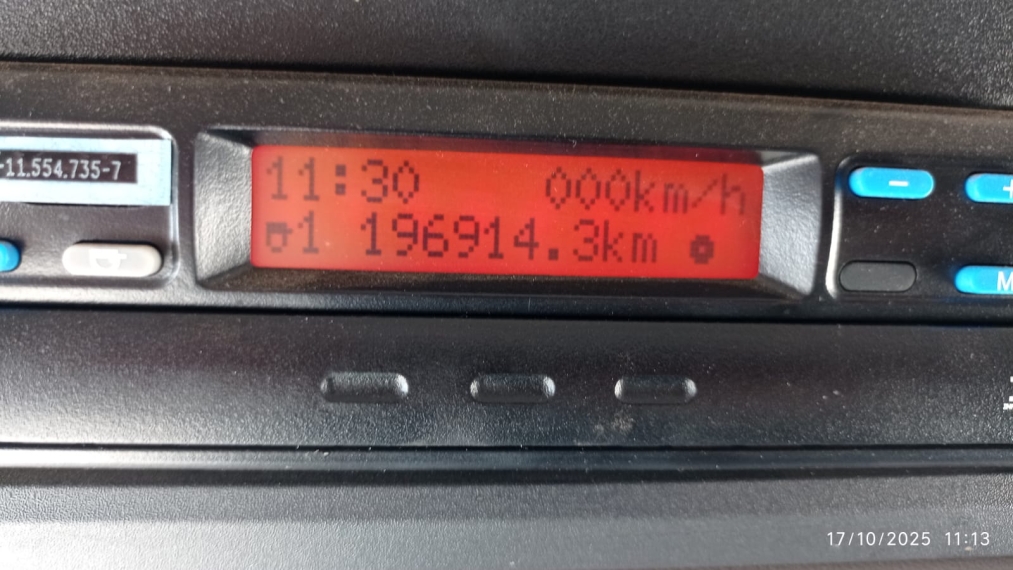 -11.554.735-7
11:30 000km/h
1 196914.3km
-
+
M
17/10/2025 11:13